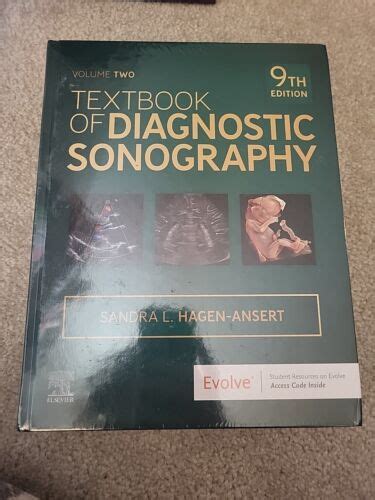 VOLUME TWO
9TH
EDITION
TEXTBOOK
OF DIAGNOSTIC
SONOGRAPHY
SANDRA L. HAGEN-ANSERT
ELSEVIER
Evolve
Student Resources on Evolve
Access Code Inside